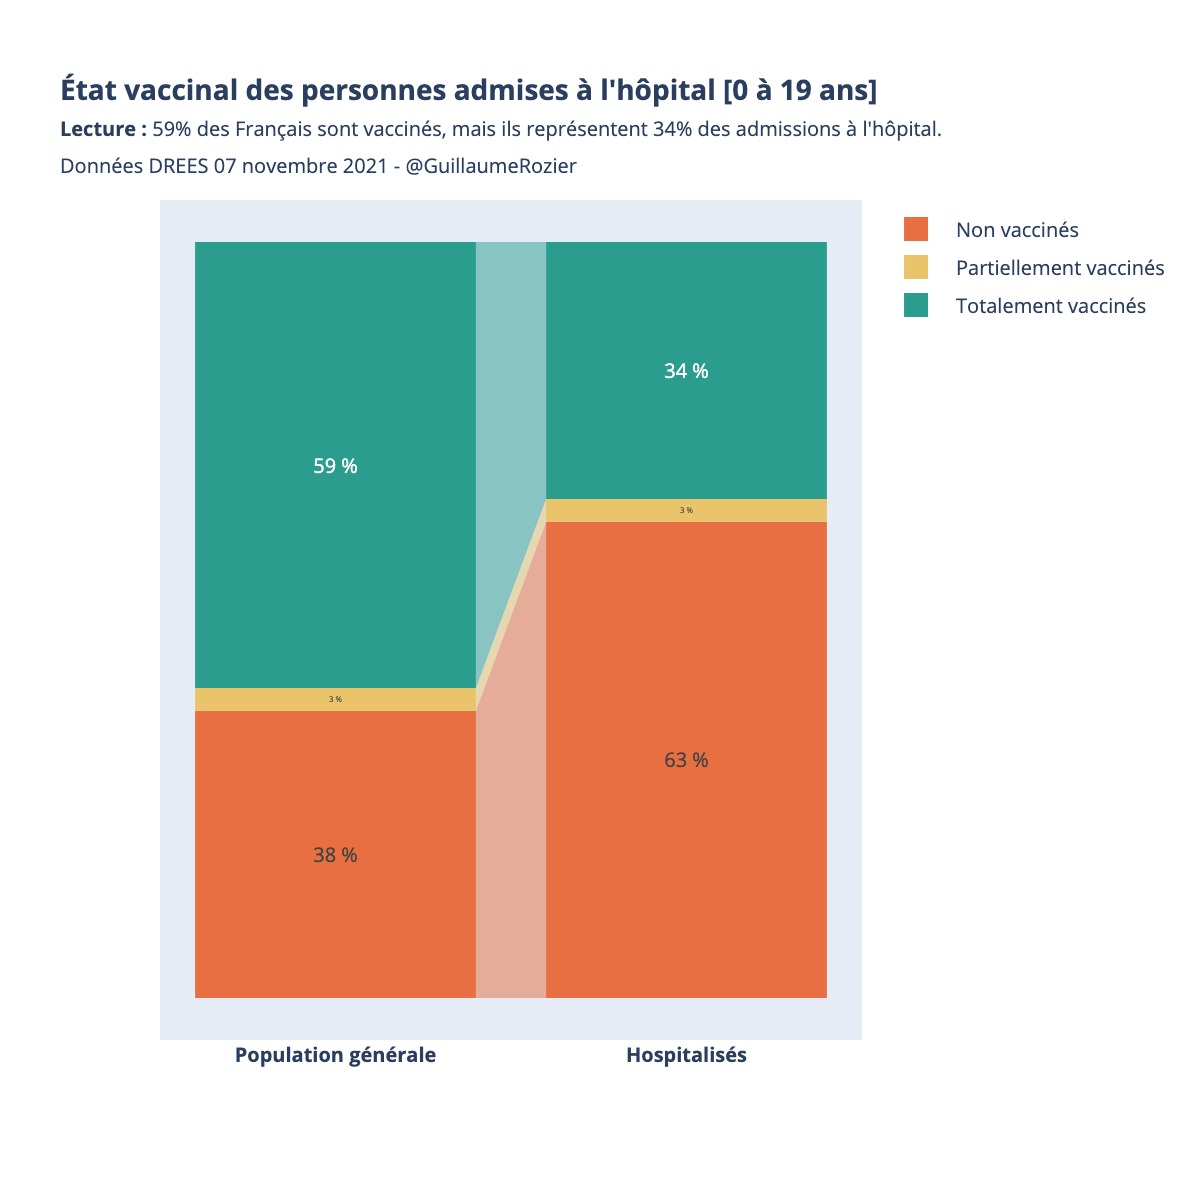 État vaccinal des personnes admises à l'hôpital [0 à 19 ans]
Lecture : 59% des Français sont vaccinés, mais ils représentent 34% des admissions à l'hôpital.
Données DREES 07 novembre 2021 - @GuillaumeRozier
Non vaccinés
Partiellement vaccinés
Totalement vaccinés
34 %
59 %
3 %
3 %
63 %
38 %
Population générale
Hospitalisés